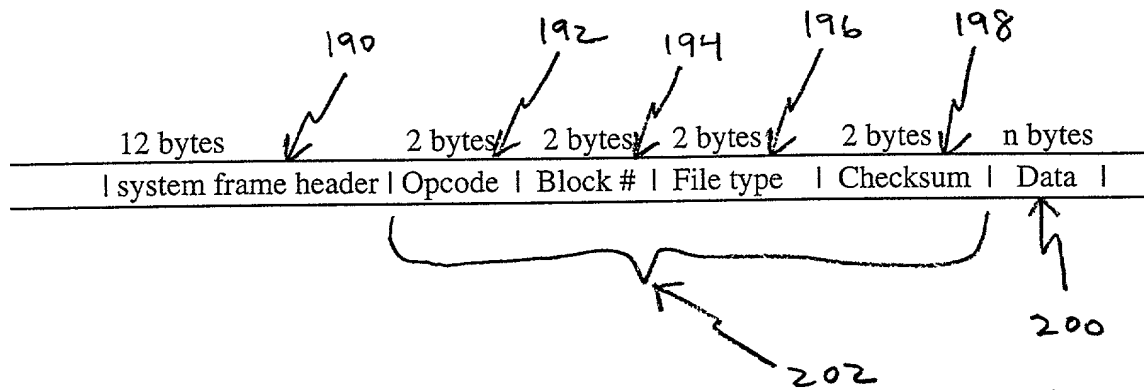 190 192 194 196 198
12 bytes 2 bytes 2 bytes 2 bytes 2 bytes n bytes
| system frame header | Opcode | Block # | File type | Checksum | Data |
200
202